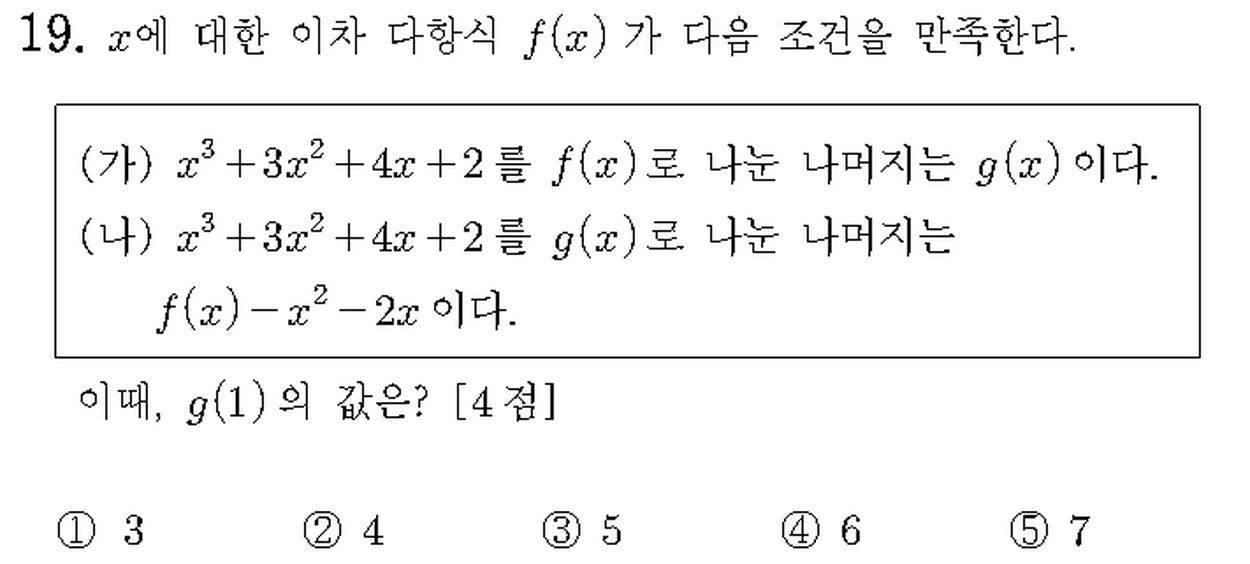 19. x에 대한 이차 다항식 f(x)가 다음 조건을 만족한다.
(가) x³+3x²+4x+2를 f(x)로 나눈 나머지는 g(x)이다.
(나) x³+3x²+4x+2를 g(x)로 나눈 나머지는
f(x)-x²-2x이다.
이때, g(1)의 값은? [4점]
① 3 ② 4 ③ 5 ④ 6 ⑤ 7